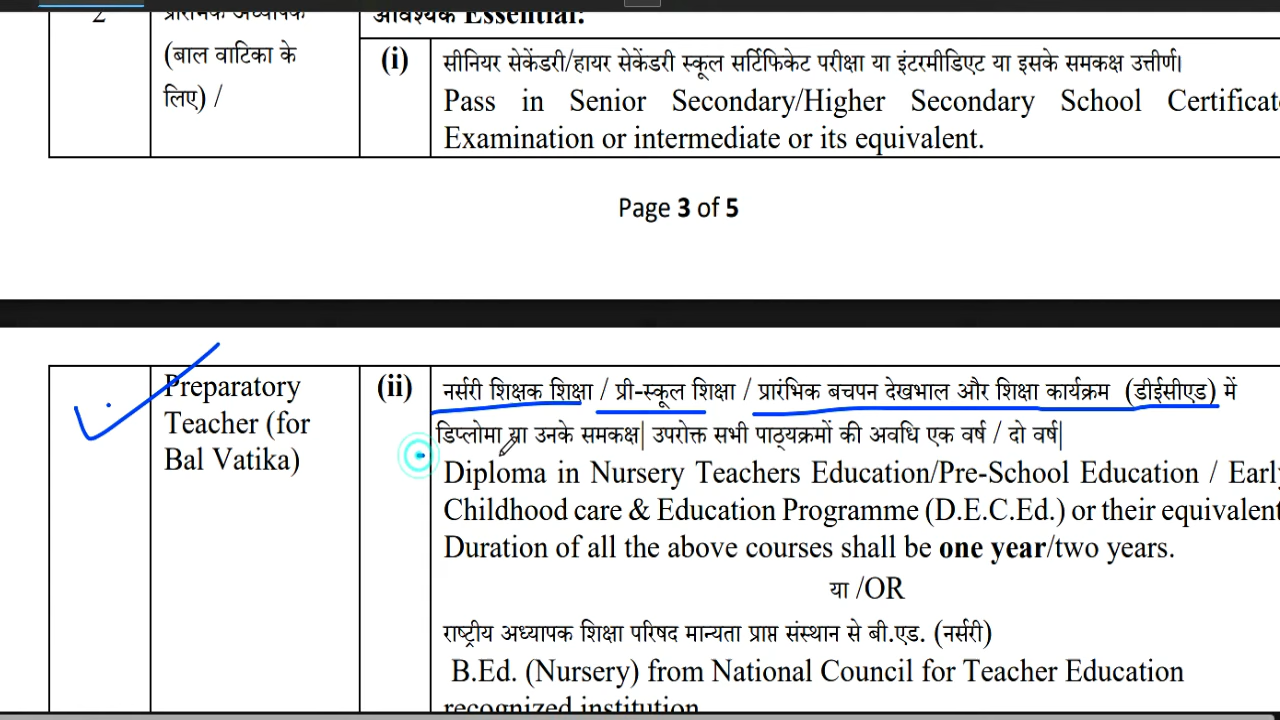 2
प्रारंभिक अध्यापक
(बाल वाटिका के
लिए) /
आवश्यक Essential:
(i)
सीनियर सेकेंडरी/हायर सेकेंडरी स्कूल सर्टिफिकेट परीक्षा या इंटरमीडिएट या इसके समकक्ष उत्तीर्ण।
Pass in Senior Secondary/Higher Secondary School Certificat
Examination or intermediate or its equivalent.
Page 3 of 5
Preparatory
Teacher (for
Bal Vatika)
(ii)
नर्सरी शिक्षक शिक्षा / प्री-स्कूल शिक्षा / प्रारंभिक बचपन देखभाल और शिक्षा कार्यक्रम (डीईसीएड) में
डिप्लोमा या उनके समकक्ष| उपरोक्त सभी पाठ्यक्रमों की अवधि एक वर्ष / दो वर्ष|
Diploma in Nursery Teachers Education/Pre-School Education / Early
Childhood care & Education Programme (D.E.C.Ed.) or their equivalent
Duration of all the above courses shall be one year/two years.
या /OR
राष्ट्रीय अध्यापक शिक्षा परिषद मान्यता प्राप्त संस्थान से बी.एड. (नर्सरी)
B.Ed. (Nursery) from National Council for Teacher Education
recognized institution